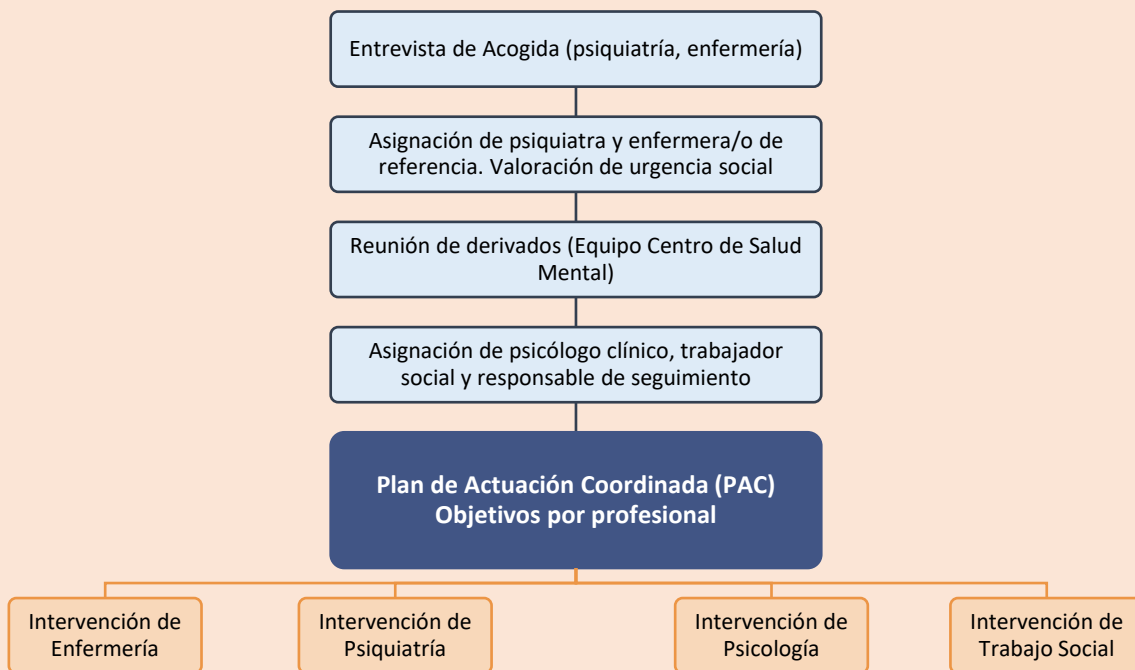 Entrevista de Acogida (psiquiatría, enfermería)
Asignación de psiquiatra y enfermera/o de
referencia. Valoración de urgencia social
Reunión de derivados (Equipo Centro de Salud
Mental)
Asignación de psicólogo clínico, trabajador
social y responsable de seguimiento
Plan de Actuación Coordinada (PAC)
Objetivos por profesional
Intervención de
Enfermería
Intervención de
Psiquiatría
Intervención de
Psicología
Intervención de
Trabajo Social